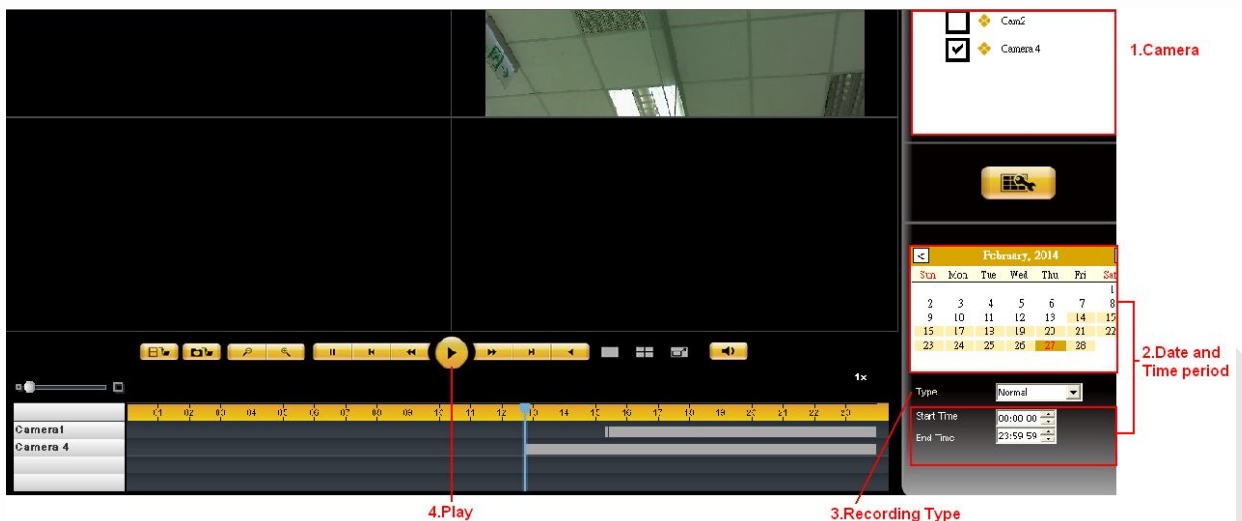 Cam2
Camera 4
1.Camera
<
February, 2014
Sun Mon Tue Wed Thu Fri Sat
1
2 3 4 5 6 7 8
9 10 11 12 13 14 15
16 17 18 19 20 21 22
23 24 25 26 27 28
2.Date and
Time period
1x
Type Normal
Start Time 00:00 00
End Time 23:59 59
01 02 03 04 05 06 07 08 09 10 11 12 13 14 15 16 17 18 19 20 21 22 23
Camera1
Camera 4
4.Play
3.Recording Type